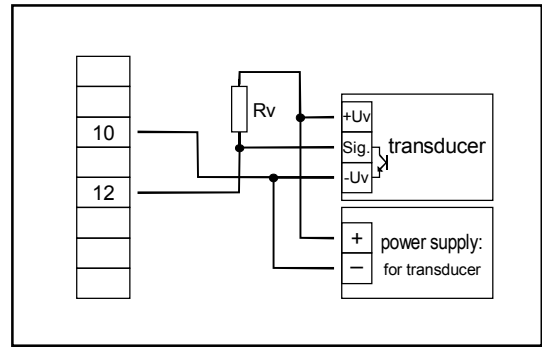 10
12
Rv
+Uv
Sig.
-Uv
transducer
+
−
power supply:
for transducer